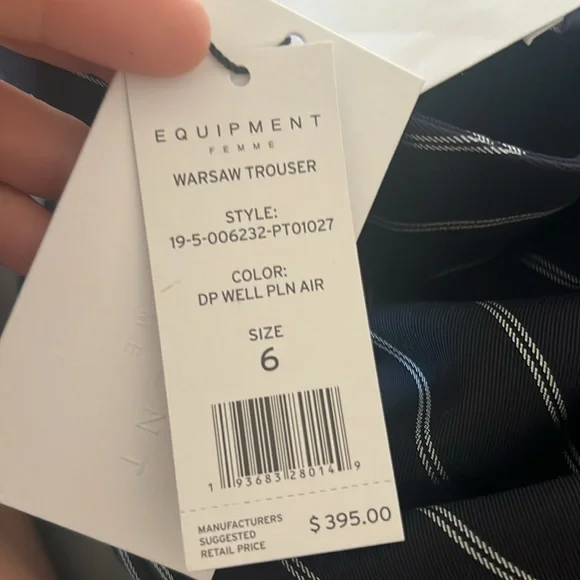 EQUIPMENT
FEMME
WARSAW TROUSER
STYLE:
19-5-006232-PT01027
COLOR:
DP WELL PLN AIR
SIZE
6
1 93683 28014 9
MANUFACTURERS
SUGGESTED
RETAIL PRICE
$ 395.00